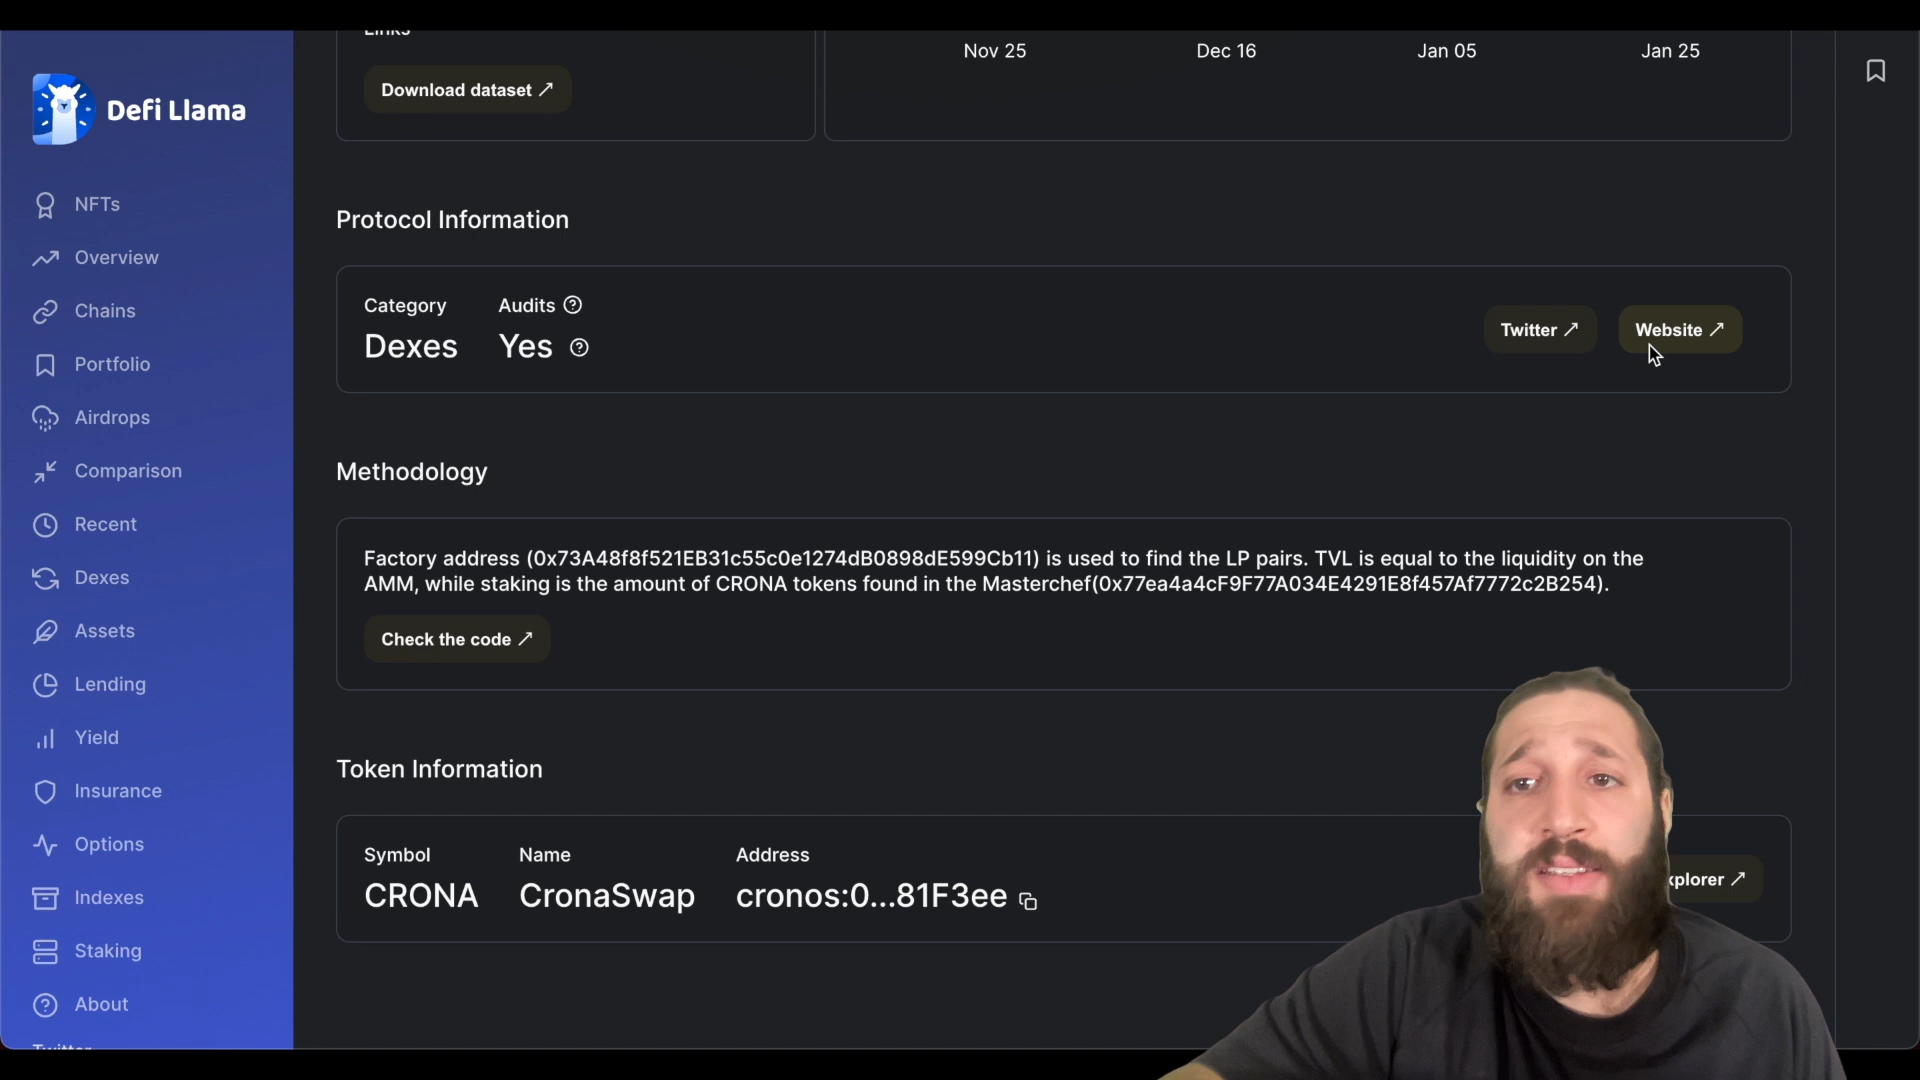 Links
Nov 25 Dec 16 Jan 05 Jan 25
Download dataset
Defi Llama
NFTs
Overview
Chains
Portfolio
Airdrops
Comparison
Recent
Dexes
Assets
Lending
Yield
Insurance
Options
Indexes
Staking
About
Twitter
Protocol Information
Category Audits
Dexes Yes
Twitter Website
Methodology
Factory address (0x73A48f8f521EB31c55c0e1274dB0898dE599Cb11) is used to find the LP pairs. TVL is equal to the liquidity on the
AMM, while staking is the amount of CRONA tokens found in the Masterchef(0x77ea4a4cF9F77A034E4291E8f457Af7772c2B254).
Check the code
Token Information
Symbol Name Address
CRONA CronaSwap cronos:0...81F3ee
xplorer